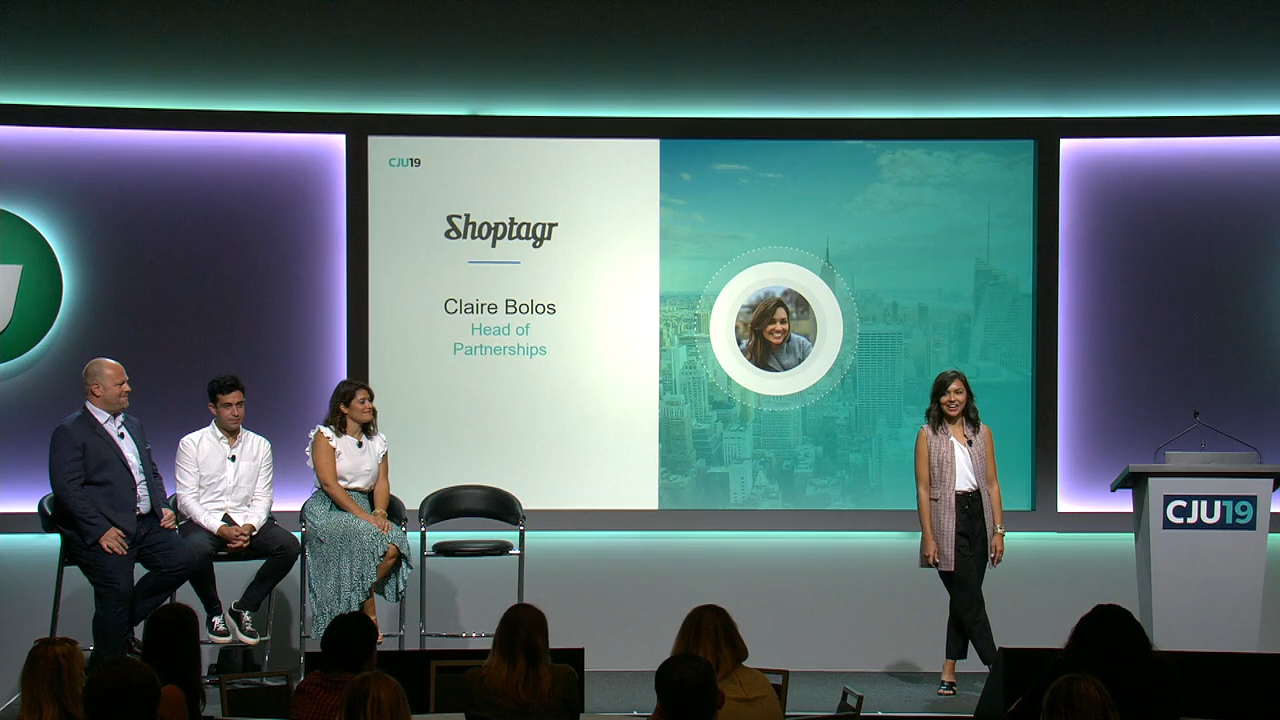 CJU19
Shoptagr
Claire Bolos
Head of
Partnerships
CJU19